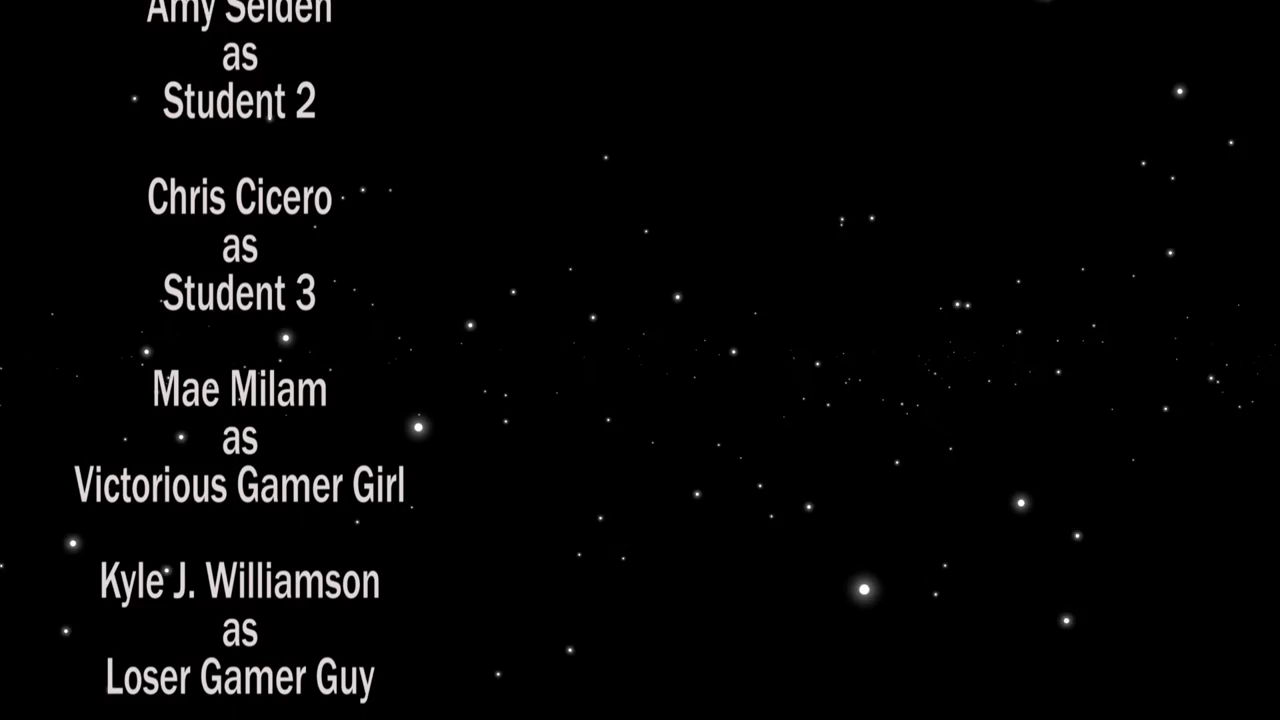 Amy Selden
as
Student 2
Chris Cicero
as
Student 3
Mae Milam
as
Victorious Gamer Girl
Kyle J. Williamson
as
Loser Gamer Guy